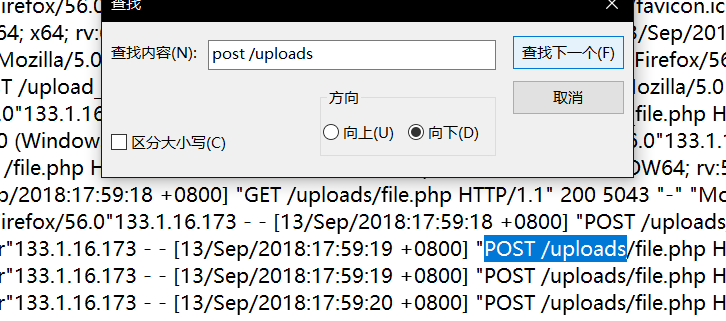 irefox/56.0"
/favicon.ic
查找
64; x64; rv:
3/Sep/2018:
查找内容(N):
post /uploads
查找下一个(F)
Mozilla/5.0
Firefox/56.
取消
T /upload_
ozilla/5.0
方向
.0"133.1.16
/file.php H
向上(U)
向下(D)
0 (Window
6.0"133.1.
区分大小写(C)
/file.php H
OW64; rv:5
p/2018:17:59:18 +0800] "GET /uploads/file.php HTTP/1.1" 200 5043 "-" "Mo
Firefox/56.0"133.1.16.173 - - [13/Sep/2018:17:59:18 +0800] "POST /uploads
r"133.1.16.173 - - [13/Sep/2018:17:59:19 +0800] "POST /uploads/file.php H
r"133.1.16.173 - - [13/Sep/2018:17:59:19 +0800] "POST /uploads/file.php H
r"133.1.16.173 - - [13/Sep/2018:17:59:20 +0800] "POST /uploads/file.php H